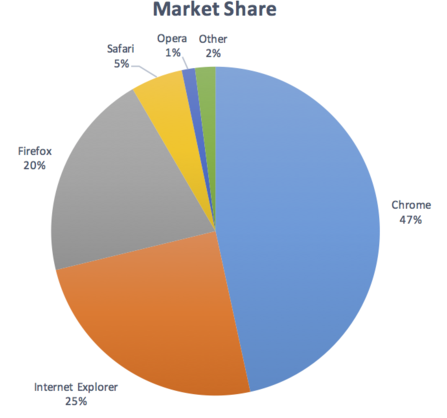 Market Share
Opera
1%
Other
2%
Safari
5%
Firefox
20%
Chrome
47%
Internet Explorer
25%